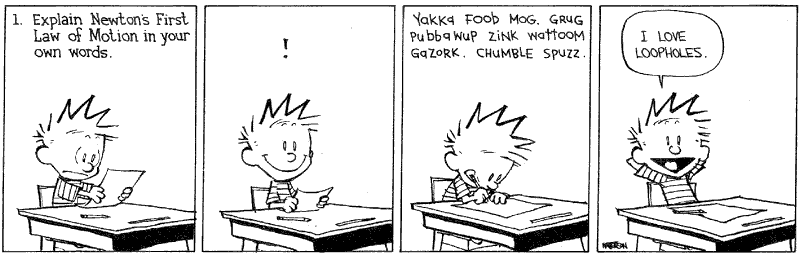 1. Explain Newton's First
Law of Motion in your
own words.
!
Yakka foob mog. Grug
pubbawup zink wattoom
gazork. Chumble spuzz.
I LOVE
LOOPHOLES.
WATTERSON